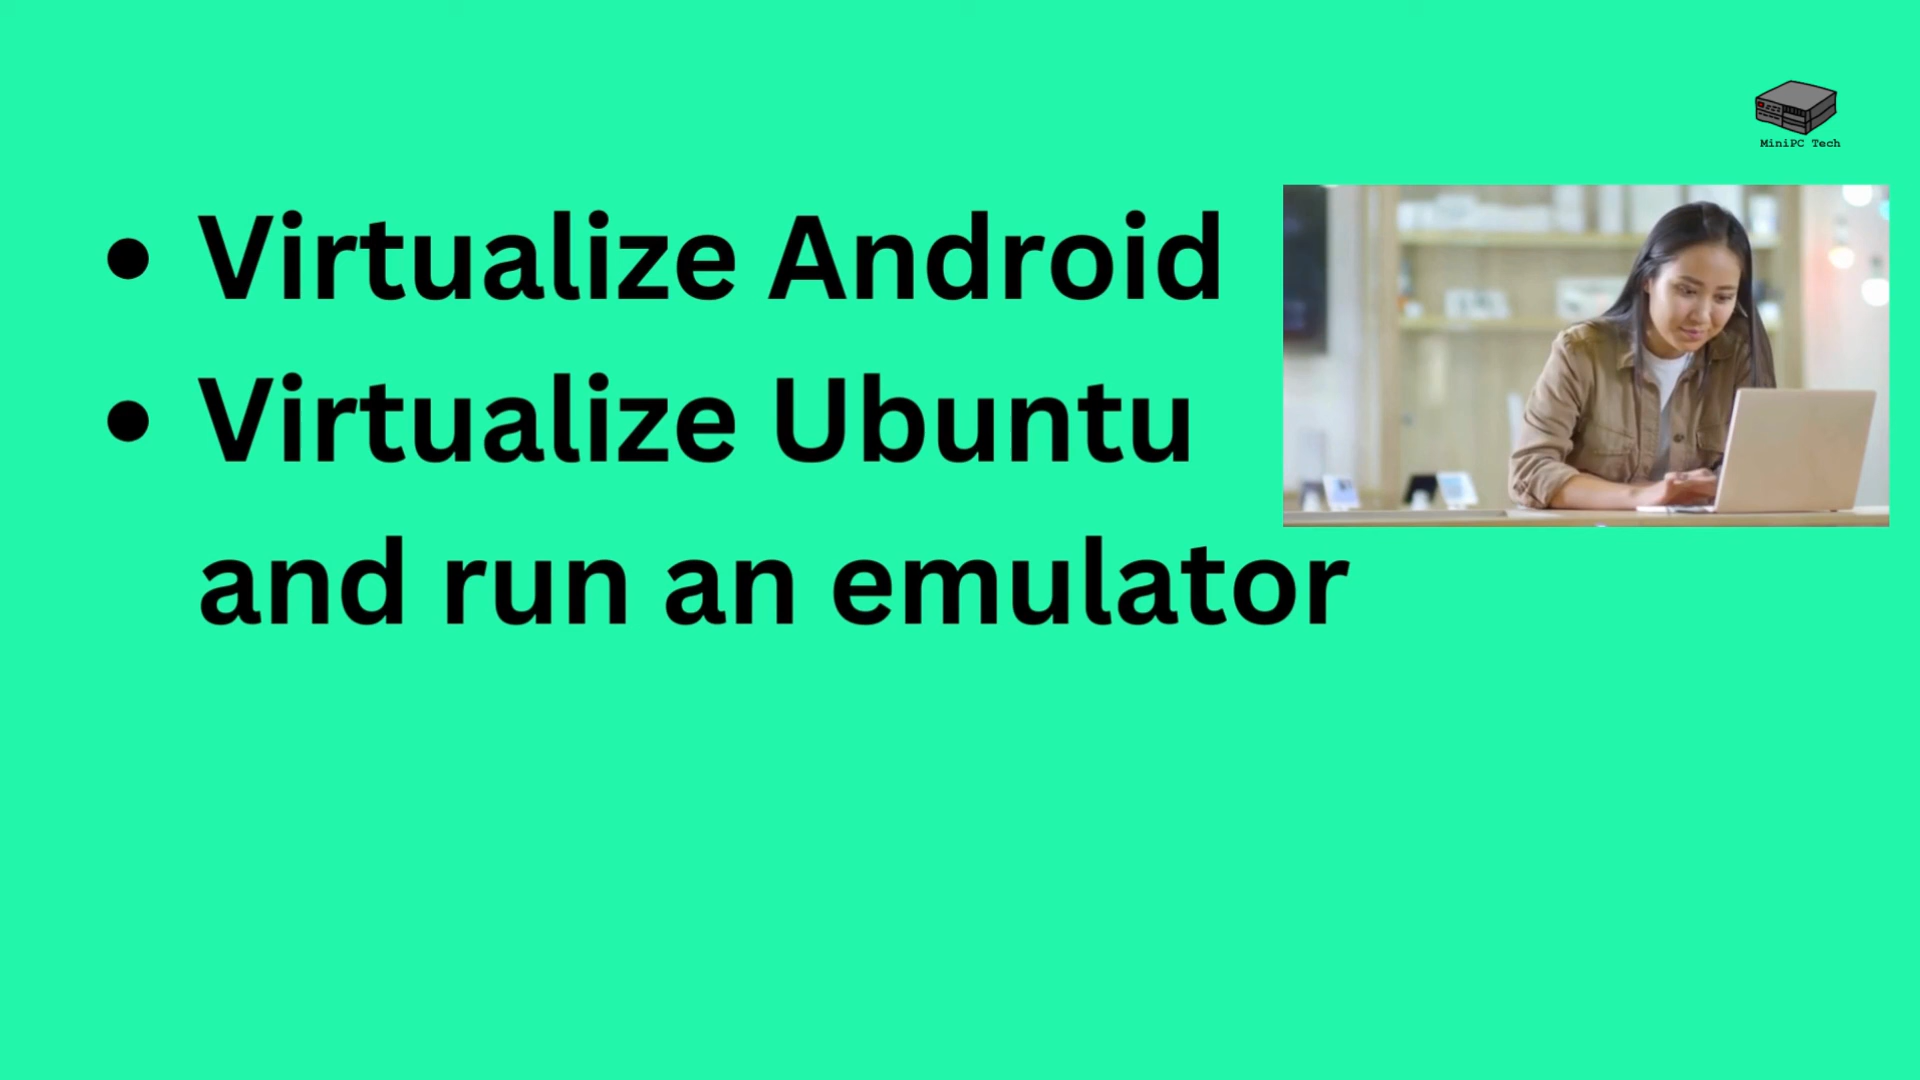 MiniPC Tech
• Virtualize Android
• Virtualize Ubuntu
and run an emulator